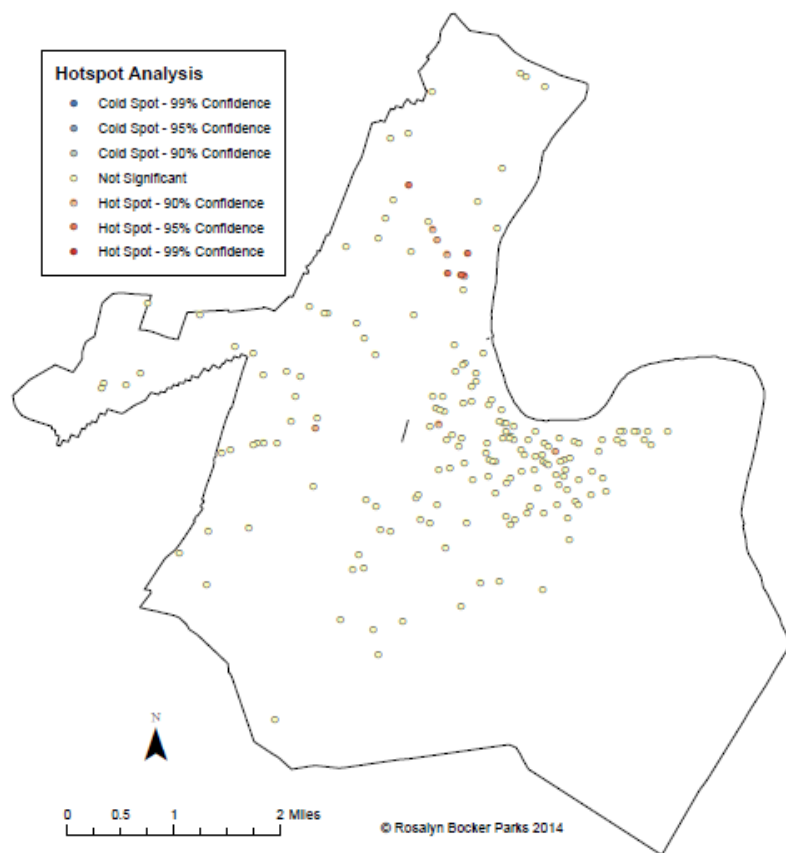 Hotspot Analysis
Cold Spot - 99% Confidence
Cold Spot - 95% Confidence
Cold Spot - 90% Confidence
Not Significant
Hot Spot - 90% Confidence
Hot Spot - 95% Confidence
Hot Spot - 99% Confidence
N
0 0.5 1 2 Miles
© Rosalyn Bocker Parks 2014